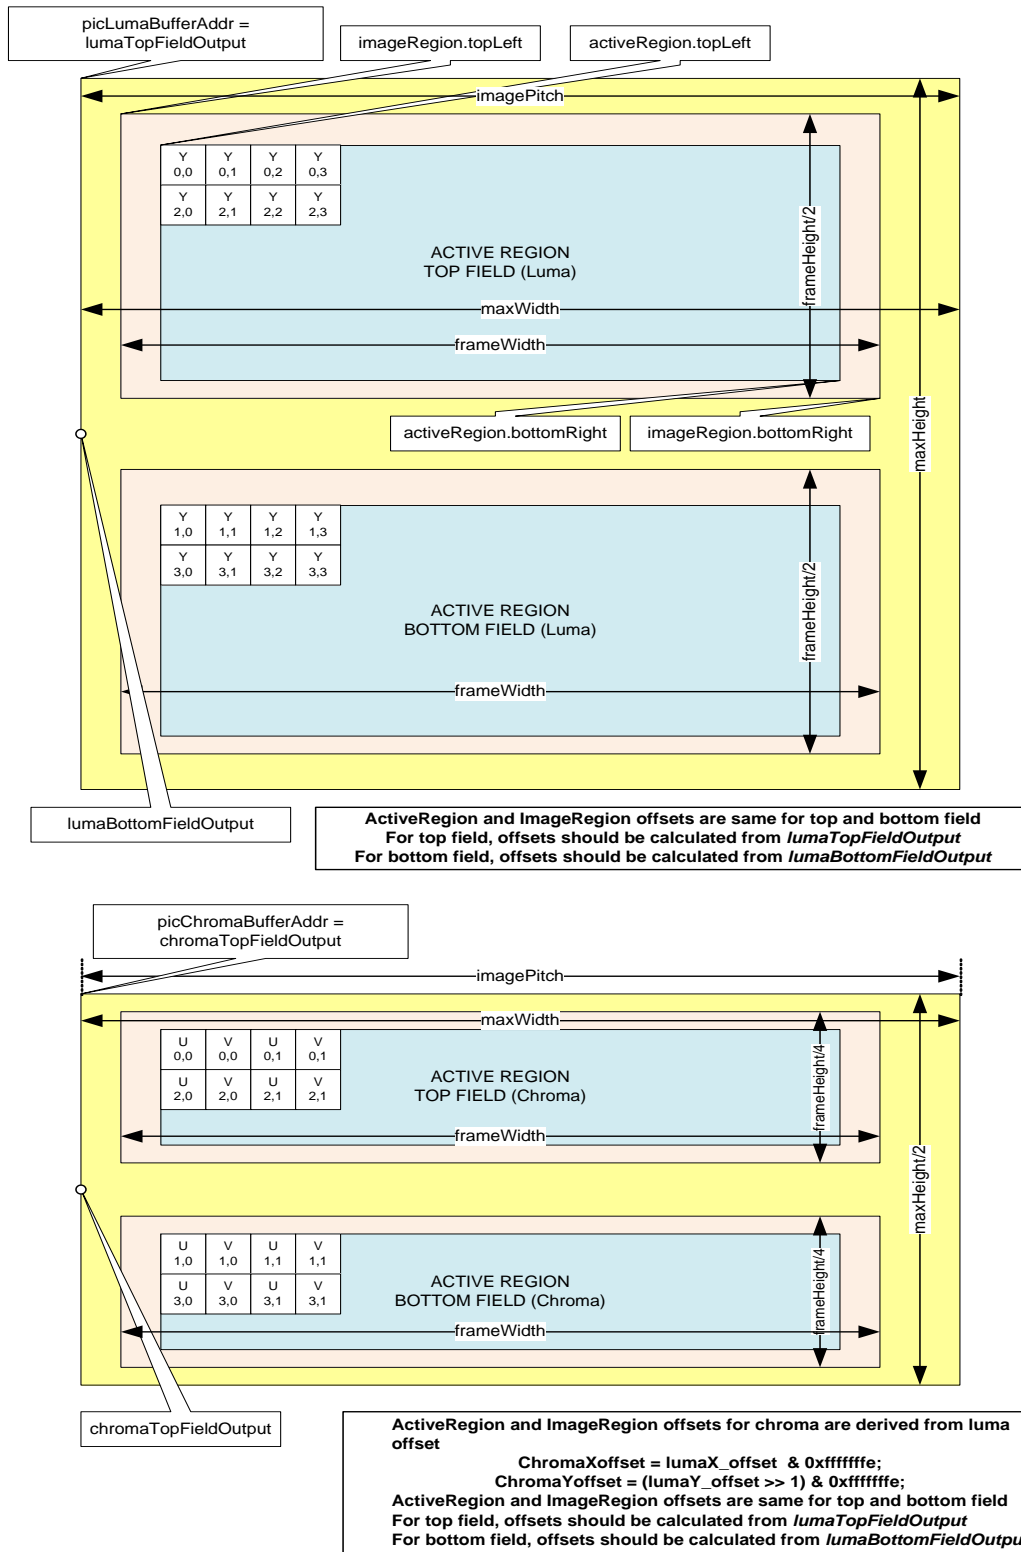 picLumaBufferAddr =
lumaTopFieldOutput
imageRegion.topLeft
activeRegion.topLeft
imagePitch
Y Y Y Y
0,0 0,1 0,2 0,3
Y Y Y Y
2,0 2,1 2,2 2,3
frameHeight/2
ACTIVE REGION
TOP FIELD (Luma)
maxWidth
frameWidth
activeRegion.bottomRight
imageRegion.bottomRight
maxHeight
Y Y Y Y
1,0 1,1 1,2 1,3
Y Y Y Y
3,0 3,1 3,2 3,3
frameHeight/2
ACTIVE REGION
BOTTOM FIELD (Luma)
frameWidth
lumaBottomFieldOutput
ActiveRegion and ImageRegion offsets are same for top and bottom field
For top field, offsets should be calculated from lumaTopFieldOutput
For bottom field, offsets should be calculated from lumaBottomFieldOutput
picChromaBufferAddr =
chromaTopFieldOutput
imagePitch
maxWidth
U V U V
0,0 0,0 0,1 0,1
U V U V
2,0 2,0 2,1 2,1
frameHeight/4
ACTIVE REGION
TOP FIELD (Chroma)
frameWidth
maxHeight/2
U V U V
1,0 1,0 1,1 1,1
U V U V
3,0 3,0 3,1 3,1
frameHeight/4
ACTIVE REGION
BOTTOM FIELD (Chroma)
frameWidth
chromaTopFieldOutput
ActiveRegion and ImageRegion offsets for chroma are derived from luma
offset
ChromaXoffset = lumaX_offset & 0xfffffffe;
ChromaYoffset = (lumaY_offset >> 1) & 0xfffffffe;
ActiveRegion and ImageRegion offsets are same for top and bottom field
For top field, offsets should be calculated from lumaTopFieldOutput
For bottom field, offsets should be calculated from lumaBottomFieldOutpu